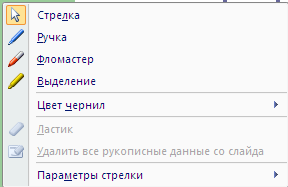 Стрелка
Ручка
Фломастер
Выделение
Цвет чернил
Ластик
Удалить все рукописные данные со слайда
Параметры стрелки